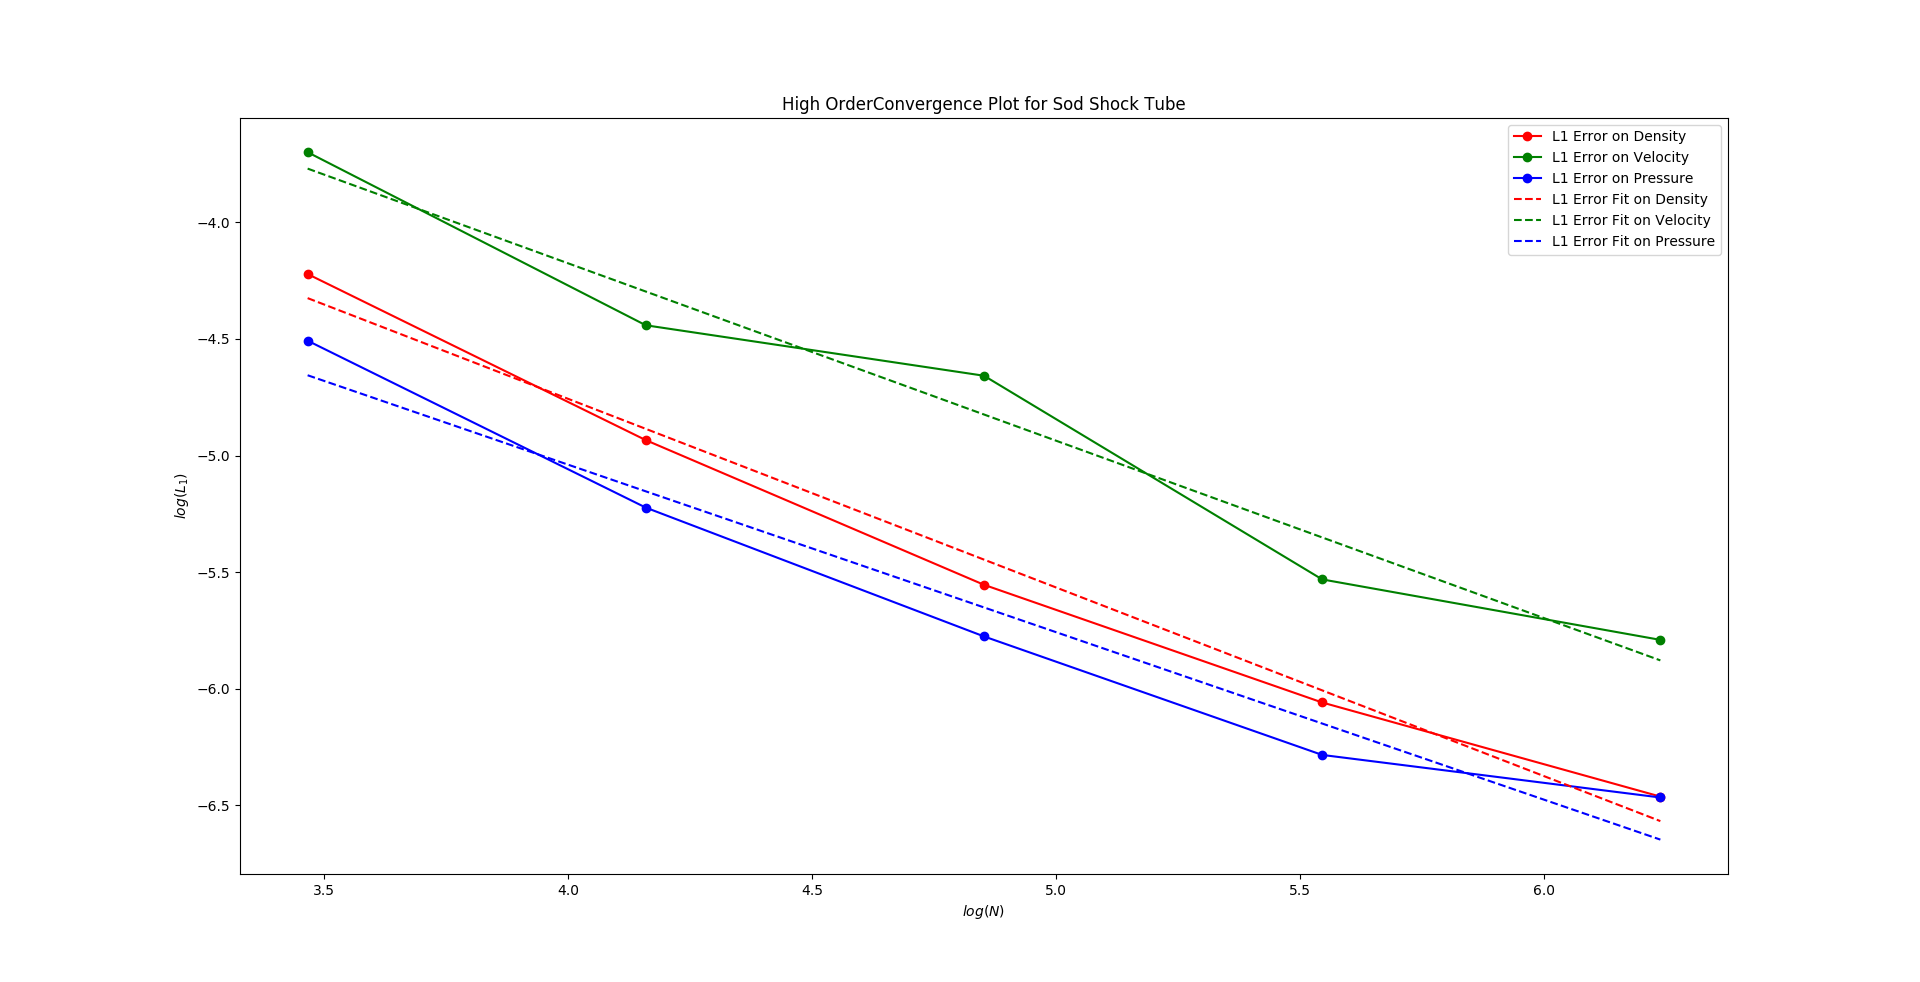 High OrderConvergence Plot for Sod Shock Tube
L1 Error on Density
L1 Error on Velocity
L1 Error on Pressure
L1 Error Fit on Density
L1 Error Fit on Velocity
L1 Error Fit on Pressure
−4.0
−4.5
−5.0
−5.5
−6.0
−6.5
log(L₁)
3.5 4.0 4.5 5.0 5.5 6.0
log(N)